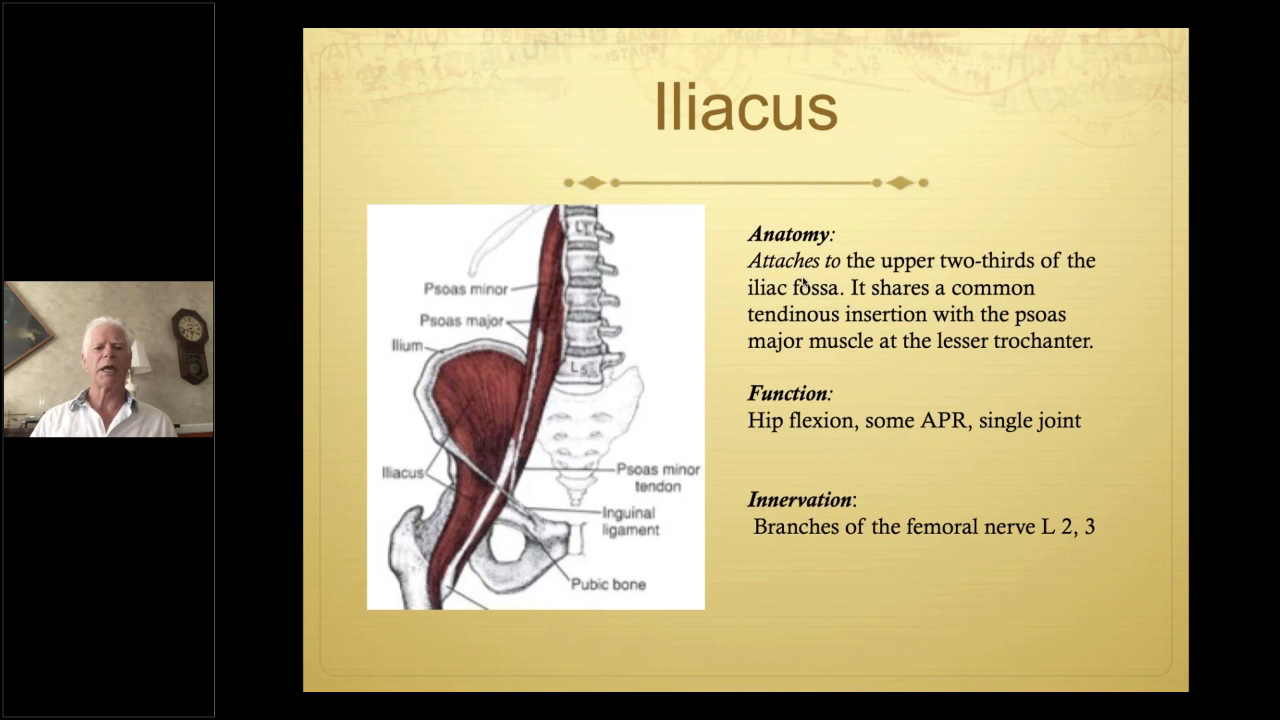 Iliacus
LT
Psoas minor
Psoas major
Ilium
L5
Iliacus
Psoas minor
tendon
Inguinal
ligament
Pubic bone
Anatomy:
Attaches to the upper two-thirds of the
iliac fossa. It shares a common
tendinous insertion with the psoas
major muscle at the lesser trochanter.
Function:
Hip flexion, some APR, single joint
Innervation:
Branches of the femoral nerve L 2, 3